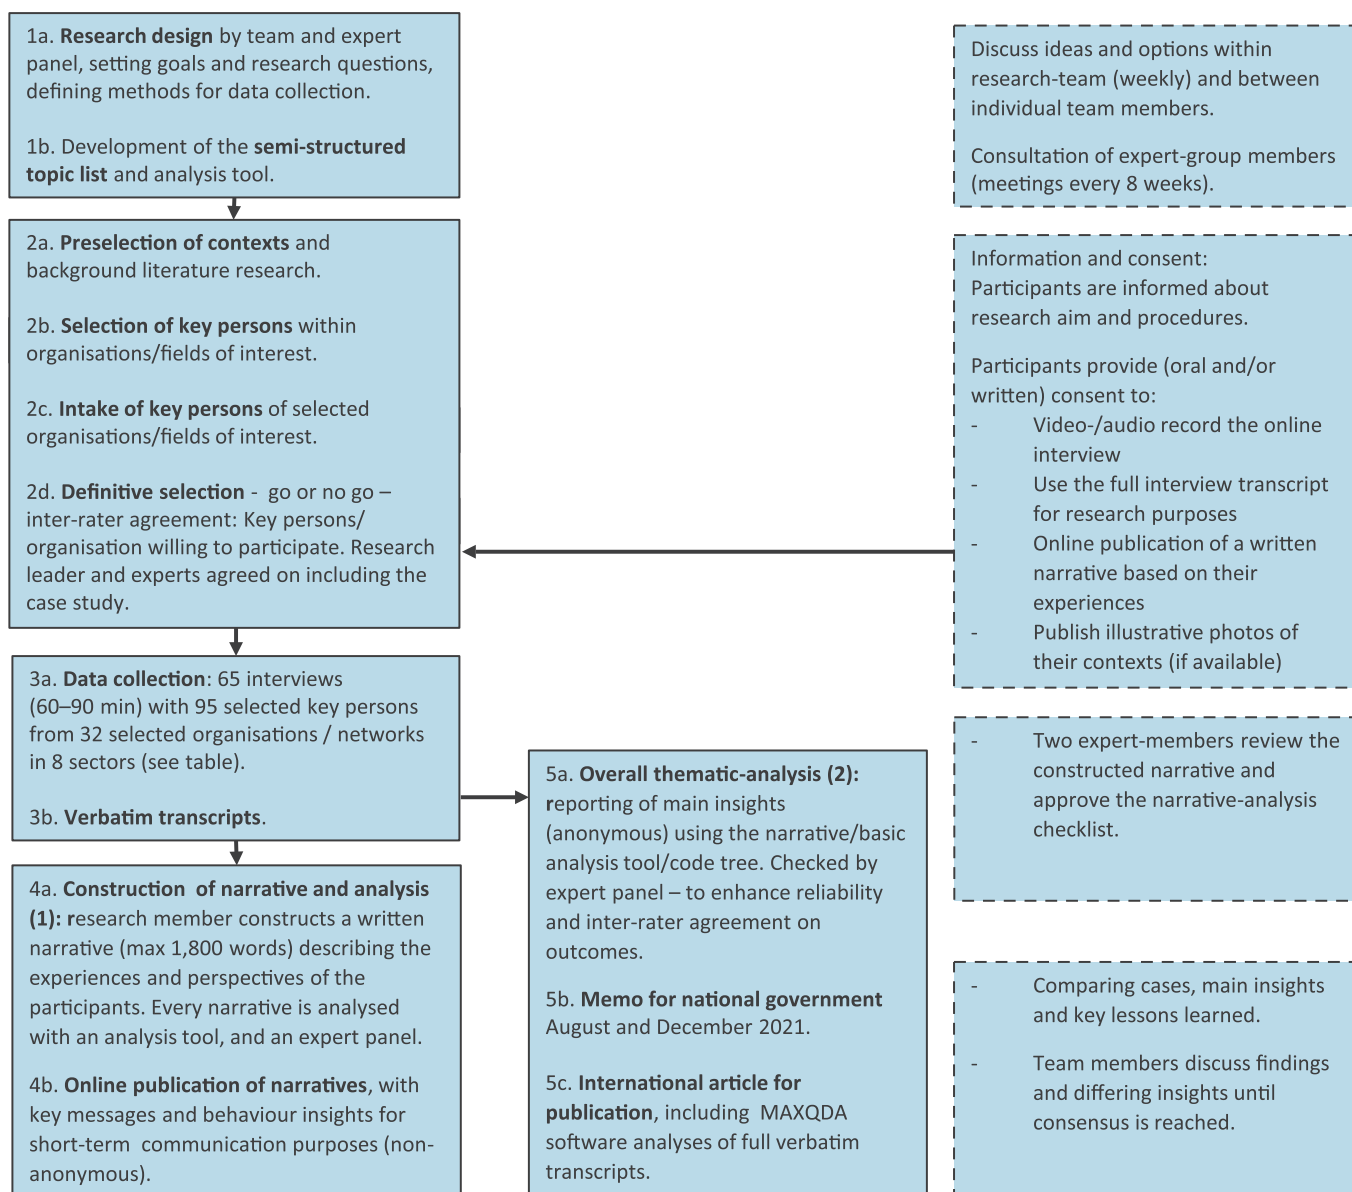 1a. Research design by team and expert
panel, setting goals and research questions,
defining methods for data collection.
1b. Development of the semi-structured
topic list and analysis tool.
2a. Preselection of contexts and
background literature research.
2b. Selection of key persons within
organisations/fields of interest.
2c. Intake of key persons of selected
organisations/fields of interest.
2d. Definitive selection - go or no go –
inter-rater agreement: Key persons/
organisation willing to participate. Research
leader and experts agreed on including the
case study.
3a. Data collection: 65 interviews
(60–90 min) with 95 selected key persons
from 32 selected organisations / networks
in 8 sectors (see table).
3b. Verbatim transcripts.
4a. Construction of narrative and analysis
(1): research member constructs a written
narrative (max 1,800 words) describing the
experiences and perspectives of the
participants. Every narrative is analysed
with an analysis tool, and an expert panel.
4b. Online publication of narratives, with
key messages and behaviour insights for
short-term communication purposes (non-
anonymous).
5a. Overall thematic-analysis (2):
reporting of main insights
(anonymous) using the narrative/basic
analysis tool/code tree. Checked by
expert panel – to enhance reliability
and inter-rater agreement on
outcomes.
5b. Memo for national government
August and December 2021.
5c. International article for
publication, including MAXQDA
software analyses of full verbatim
transcripts.
Discuss ideas and options within
research-team (weekly) and between
individual team members.
Consultation of expert-group members
(meetings every 8 weeks).
Information and consent:
Participants are informed about
research aim and procedures.
Participants provide (oral and/or
written) consent to:
- Video-/audio record the online
interview
- Use the full interview transcript
for research purposes
- Online publication of a written
narrative based on their
experiences
- Publish illustrative photos of
their contexts (if available)
- Two expert-members review the
constructed narrative and
approve the narrative-analysis
checklist.
- Comparing cases, main insights
and key lessons learned.
- Team members discuss findings
and differing insights until
consensus is reached.